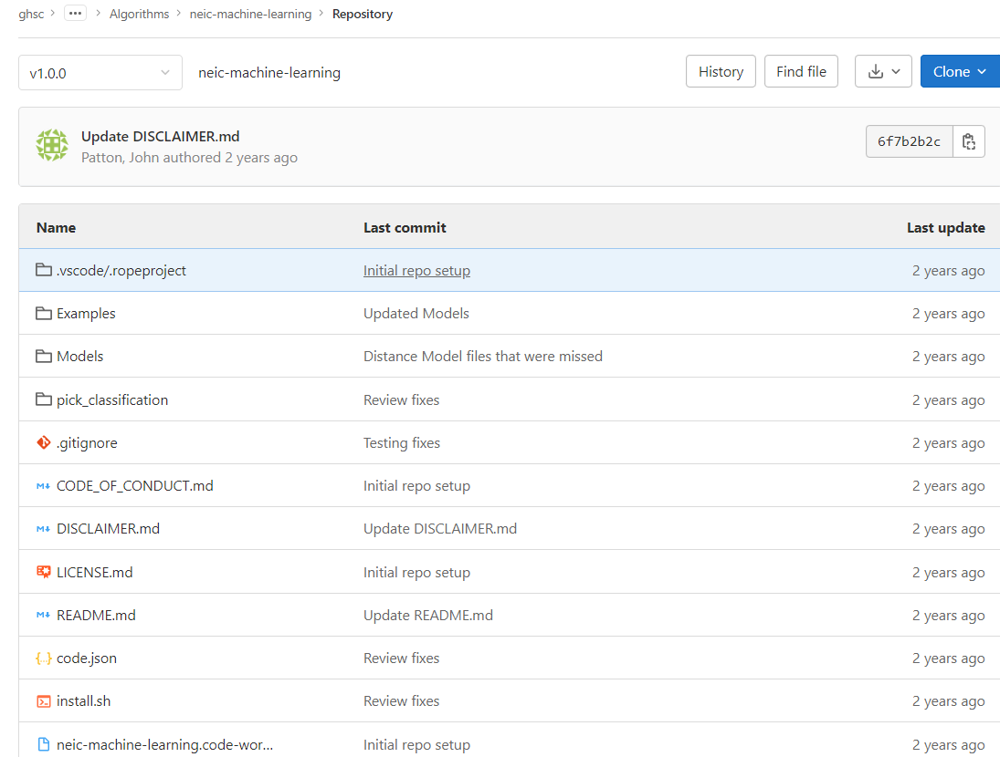 ghsc > ••• > Algorithms > neic-machine-learning > Repository
v1.0.0 neic-machine-learning History Find file Clone
Update DISCLAIMER.md
Patton, John authored 2 years ago
6f7b2b2c
Name Last commit Last update
.vscode/.ropeproject Initial repo setup 2 years ago
Examples Updated Models 2 years ago
Models Distance Model files that were missed 2 years ago
pick_classification Review fixes 2 years ago
.gitignore Testing fixes 2 years ago
M↓ CODE_OF_CONDUCT.md Initial repo setup 2 years ago
M↓ DISCLAIMER.md Update DISCLAIMER.md 2 years ago
LICENSE.md Initial repo setup 2 years ago
M↓ README.md Update README.md 2 years ago
{..} code.json Review fixes 2 years ago
install.sh Review fixes 2 years ago
neic-machine-learning.code-wor... Initial repo setup 2 years ago